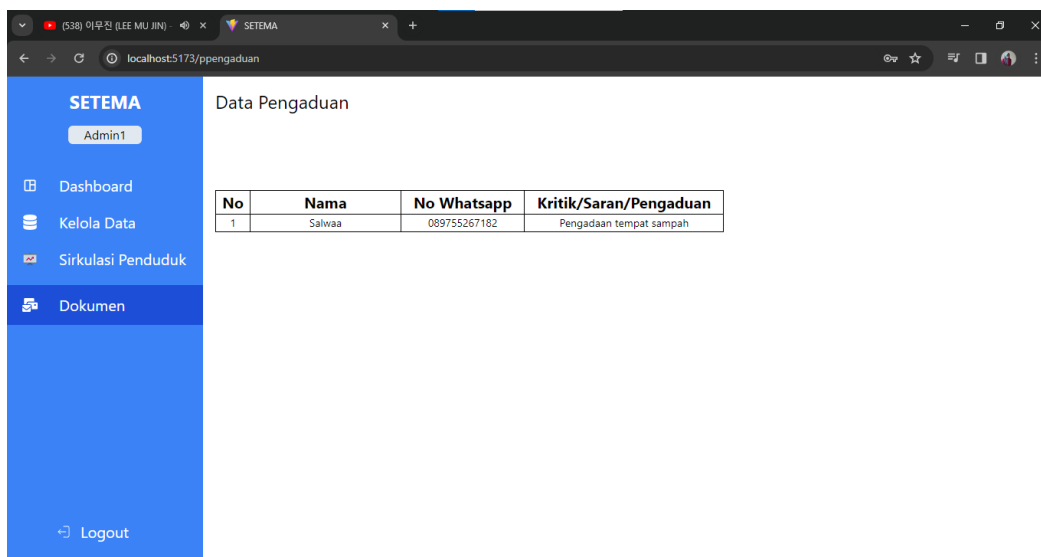 (538) 이무진 (LEE MU JIN) -
SETEMA
localhost:5173/ppengaduan
SETEMA
Admin1
Dashboard
Kelola Data
Sirkulasi Penduduk
Dokumen
Logout
Data Pengaduan
No Nama No Whatsapp Kritik/Saran/Pengaduan
1 Salwaa 089755267182 Pengadaan tempat sampah